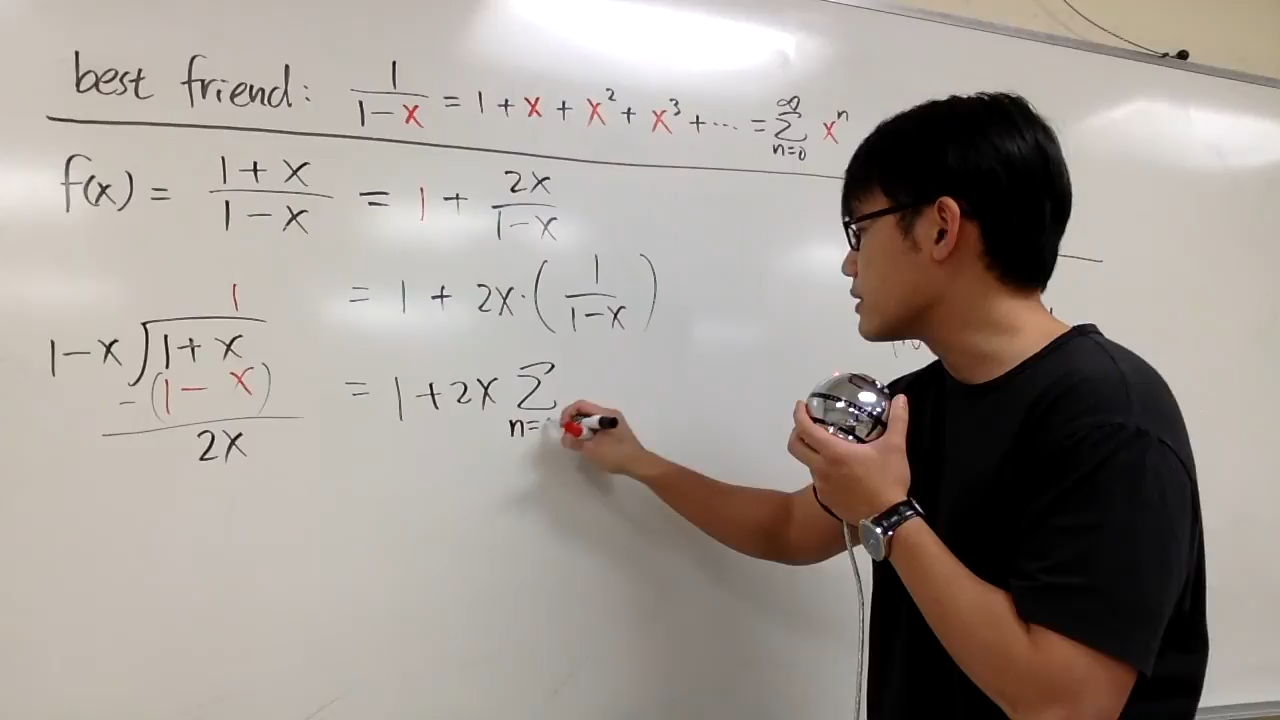 best friend: 1/(1-x) = 1 + x + x² + x³ + ... = ∞ Σ n=0 xⁿ
f(x) = (1+x)/(1-x) = 1 + 2x/(1-x)
= 1 + 2x·(1/(1-x))
1
1-x ) 1+x
-(1-x)
2x
= 1+2x Σ n=